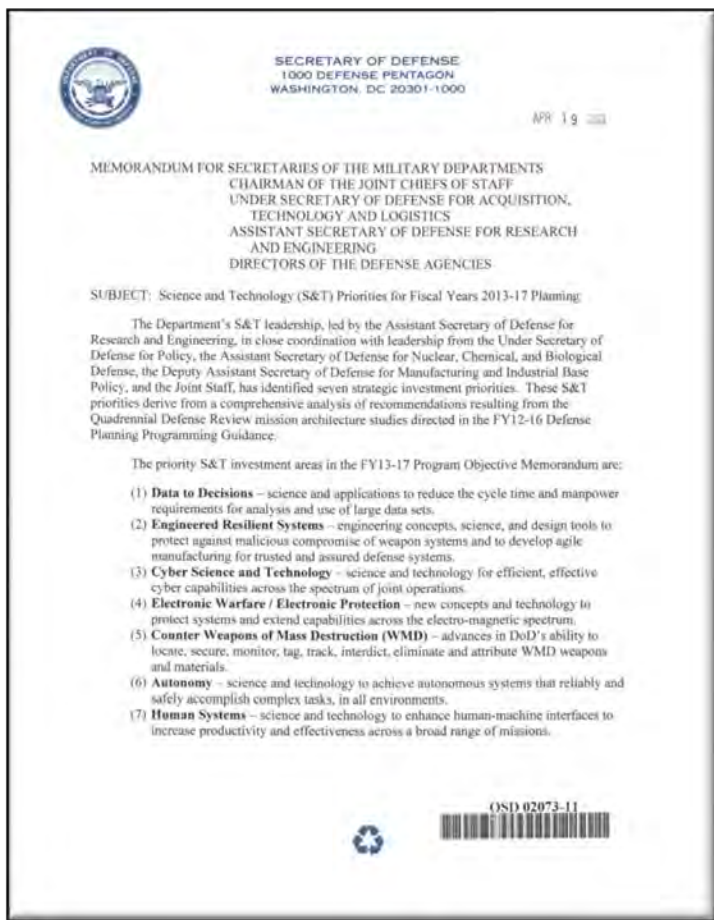 SECRETARY OF DEFENSE
1000 DEFENSE PENTAGON
WASHINGTON, DC 20301-1000
APR 19
MEMORANDUM FOR SECRETARIES OF THE MILITARY DEPARTMENTS
CHAIRMAN OF THE JOINT CHIEFS OF STAFF
UNDER SECRETARY OF DEFENSE FOR ACQUISITION,
TECHNOLOGY AND LOGISTICS
ASSISTANT SECRETARY OF DEFENSE FOR RESEARCH
AND ENGINEERING
DIRECTORS OF THE DEFENSE AGENCIES
SUBJECT: Science and Technology (S&T) Priorities for Fiscal Years 2013-17 Planning
The Department's S&T leadership, led by the Assistant Secretary of Defense for
Research and Engineering, in close coordination with leadership from the Under Secretary of
Defense for Policy, the Assistant Secretary of Defense for Nuclear, Chemical, and Biological
Defense, the Deputy Assistant Secretary of Defense for Manufacturing and Industrial Base
Policy, and the Joint Staff, has identified seven strategic investment priorities. These S&T
priorities derive from a comprehensive analysis of recommendations resulting from the
Quadrennial Defense Review mission architecture studies directed in the FY12-16 Defense
Planning Programming Guidance.
The priority S&T investment areas in the FY13-17 Program Objective Memorandum are:
(1) Data to Decisions – science and applications to reduce the cycle time and manpower
requirements for analysis and use of large data sets.
(2) Engineered Resilient Systems – engineering concepts, science, and design tools to
protect against malicious compromise of weapon systems and to develop agile
manufacturing for trusted and assured defense systems.
(3) Cyber Science and Technology – science and technology for efficient, effective
cyber capabilities across the spectrum of joint operations.
(4) Electronic Warfare / Electronic Protection – new concepts and technology to
protect systems and extend capabilities across the electro-magnetic spectrum.
(5) Counter Weapons of Mass Destruction (WMD) – advances in DoD's ability to
locate, secure, monitor, tag, track, interdict, eliminate and attribute WMD weapons
and materials.
(6) Autonomy – science and technology to achieve autonomous systems that reliably and
safely accomplish complex tasks, in all environments.
(7) Human Systems – science and technology to enhance human-machine interfaces to
increase productivity and effectiveness across a broad range of missions.
OSD 02073-11